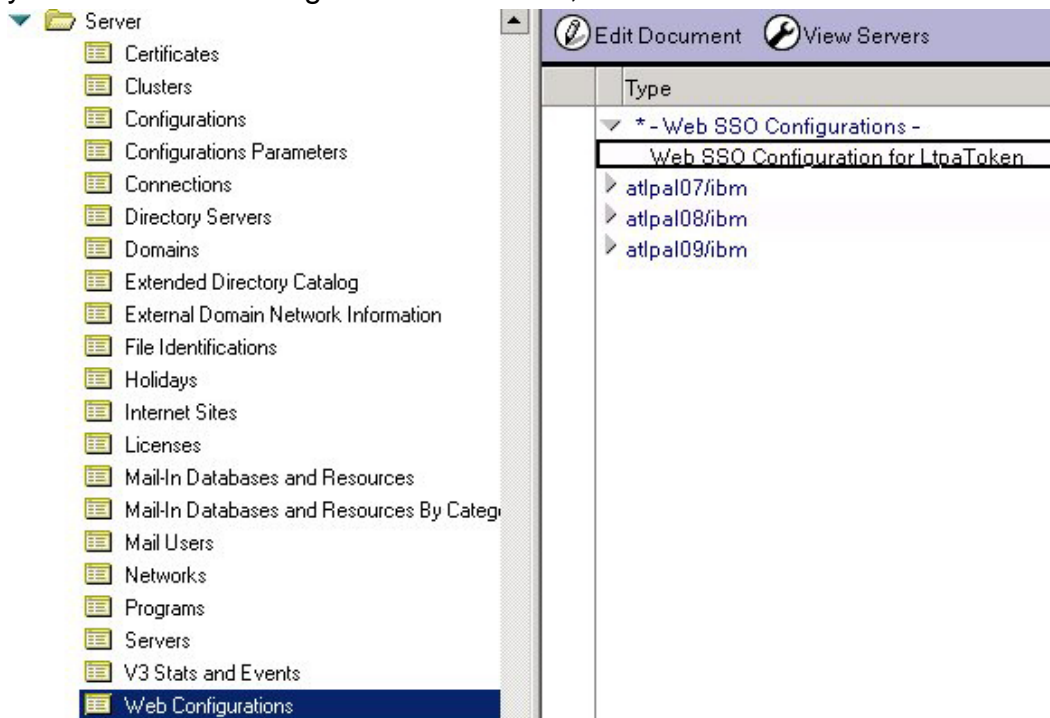 Server
Certificates
Clusters
Configurations
Configurations Parameters
Connections
Directory Servers
Domains
Extended Directory Catalog
External Domain Network Information
File Identifications
Holidays
Internet Sites
Licenses
Mail-In Databases and Resources
Mail-In Databases and Resources By Catego
Mail Users
Networks
Programs
Servers
V3 Stats and Events
Web Configurations
Edit Document View Servers
Type
* - Web SSO Configurations -
Web SSO Configuration for LtpaToken
atlpal07/ibm
atlpal08/ibm
atlpal09/ibm